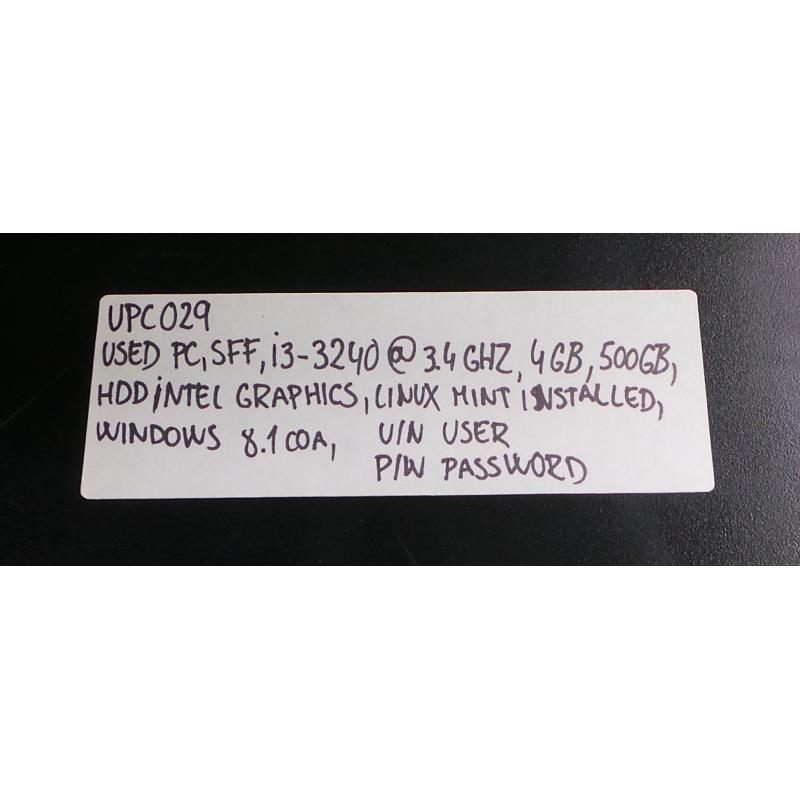 UPC029
USED PC, SFF, i3-3240 @ 3.4 GHZ, 4GB, 500GB,
HDD INTEL GRAPHICS, LINUX MINT INSTALLED,
WINDOWS 8.1 COA, U/N USER
P/W PASSWORD